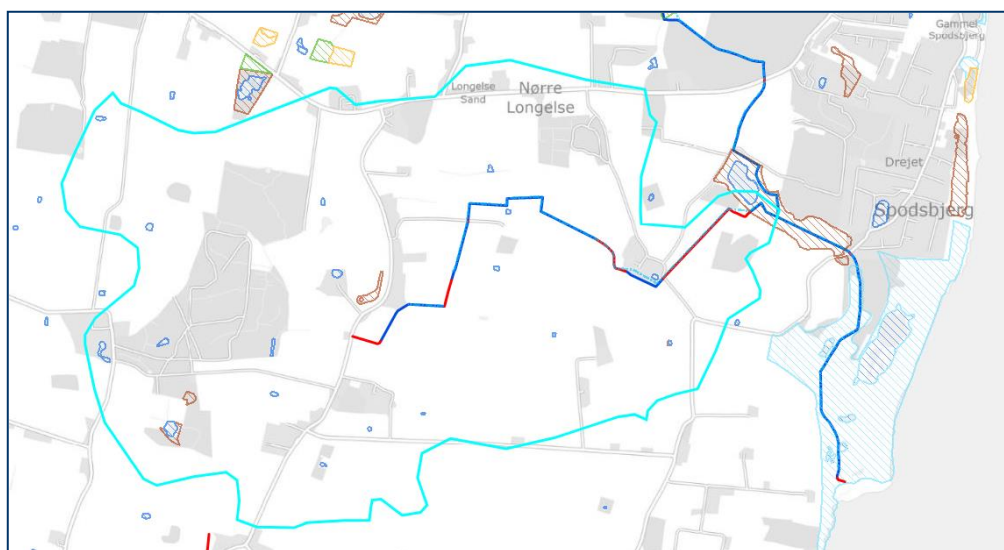 Gammel
Spodsbjerg
Longelse
Sand
Nørre
Longelse
Drejet
Spodsbjerg